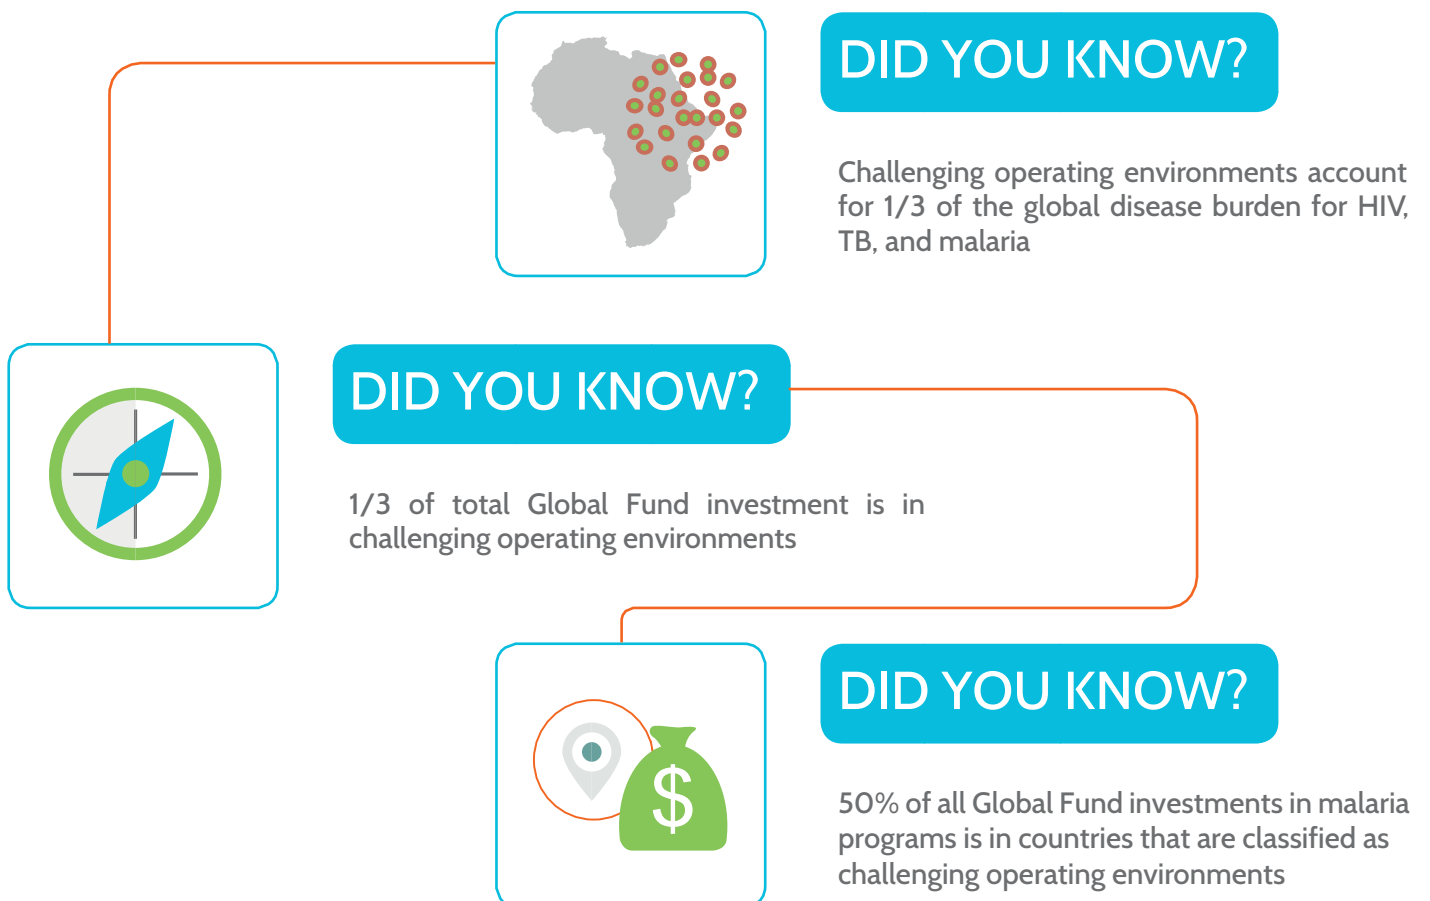 DID YOU KNOW?
Challenging operating environments account
for 1/3 of the global disease burden for HIV,
TB, and malaria
DID YOU KNOW?
1/3 of total Global Fund investment is in
challenging operating environments
$
DID YOU KNOW?
50% of all Global Fund investments in malaria
programs is in countries that are classified as
challenging operating environments